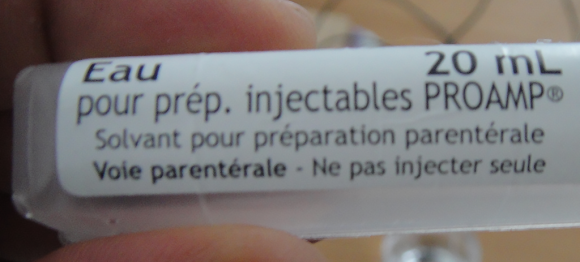 Eau 20 mL
pour prép. injectables PROAMP®
Solvant pour préparation parentérale
Voie parentérale - Ne pas injecter seule